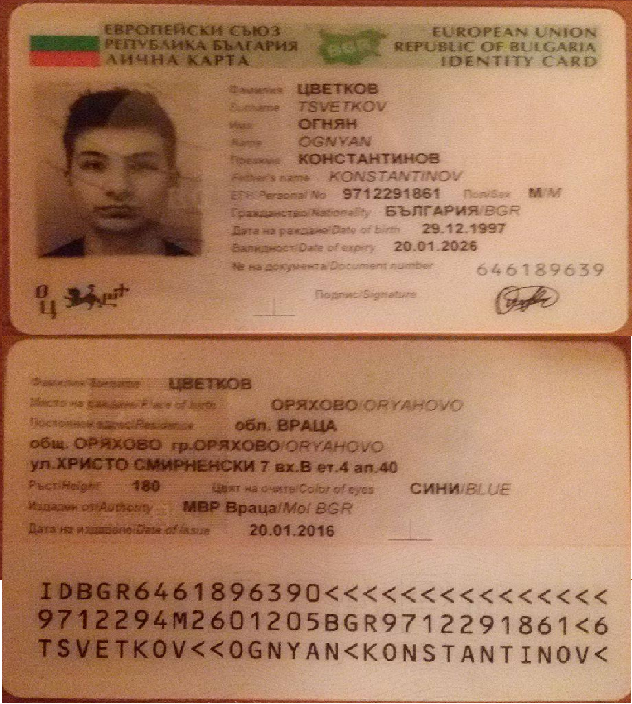 ЕВРОПЕЙСКИ СЪЮЗ
РЕПУБЛИКА БЪЛГАРИЯ
ЛИЧНА КАРТА
BGR
EUROPEAN UNION
REPUBLIC OF BULGARIA
IDENTITY CARD
Фамилия ЦВЕТКОВ
Surname TSVETKOV
Име ОГНЯН
Name OGNYAN
Презиме КОНСТАНТИНОВ
Father's name KONSTANTINOV
ЕГН/Personal No 9712291861 Пол/Sex М/M
Гражданство/Nationality БЪЛГАРИЯ/BGR
Дата на раждане/Date of birth 29.12.1997
Валидност/Date of expiry 20.01.2026
№ на документа/Document number 646189639
Подпис/Signature
Фамилия/Surname ЦВЕТКОВ
Място на раждане/Place of birth ОРЯХОВО/ORYAHOVO
Постоянен адрес/Residence обл. ВРАЦА
общ. ОРЯХОВО гр.ОРЯХОВО/ORYAHOVO
ул.ХРИСТО СМИРНЕНСКИ 7 вх.В ет.4 ап.40
Ръст/Height 180 Цвят на очите/Color of eyes СИНИ/BLUE
Издаден от/Authority МВР Враца/MoI BGR
Дата на издаване/Date of issue 20.01.2016
IDBGR6461896390<<<<<<<<<<<<<<<
9712294M2601205BGR9712291861<6
TSVETKOV<<OGNYAN<KONSTANTINOV<